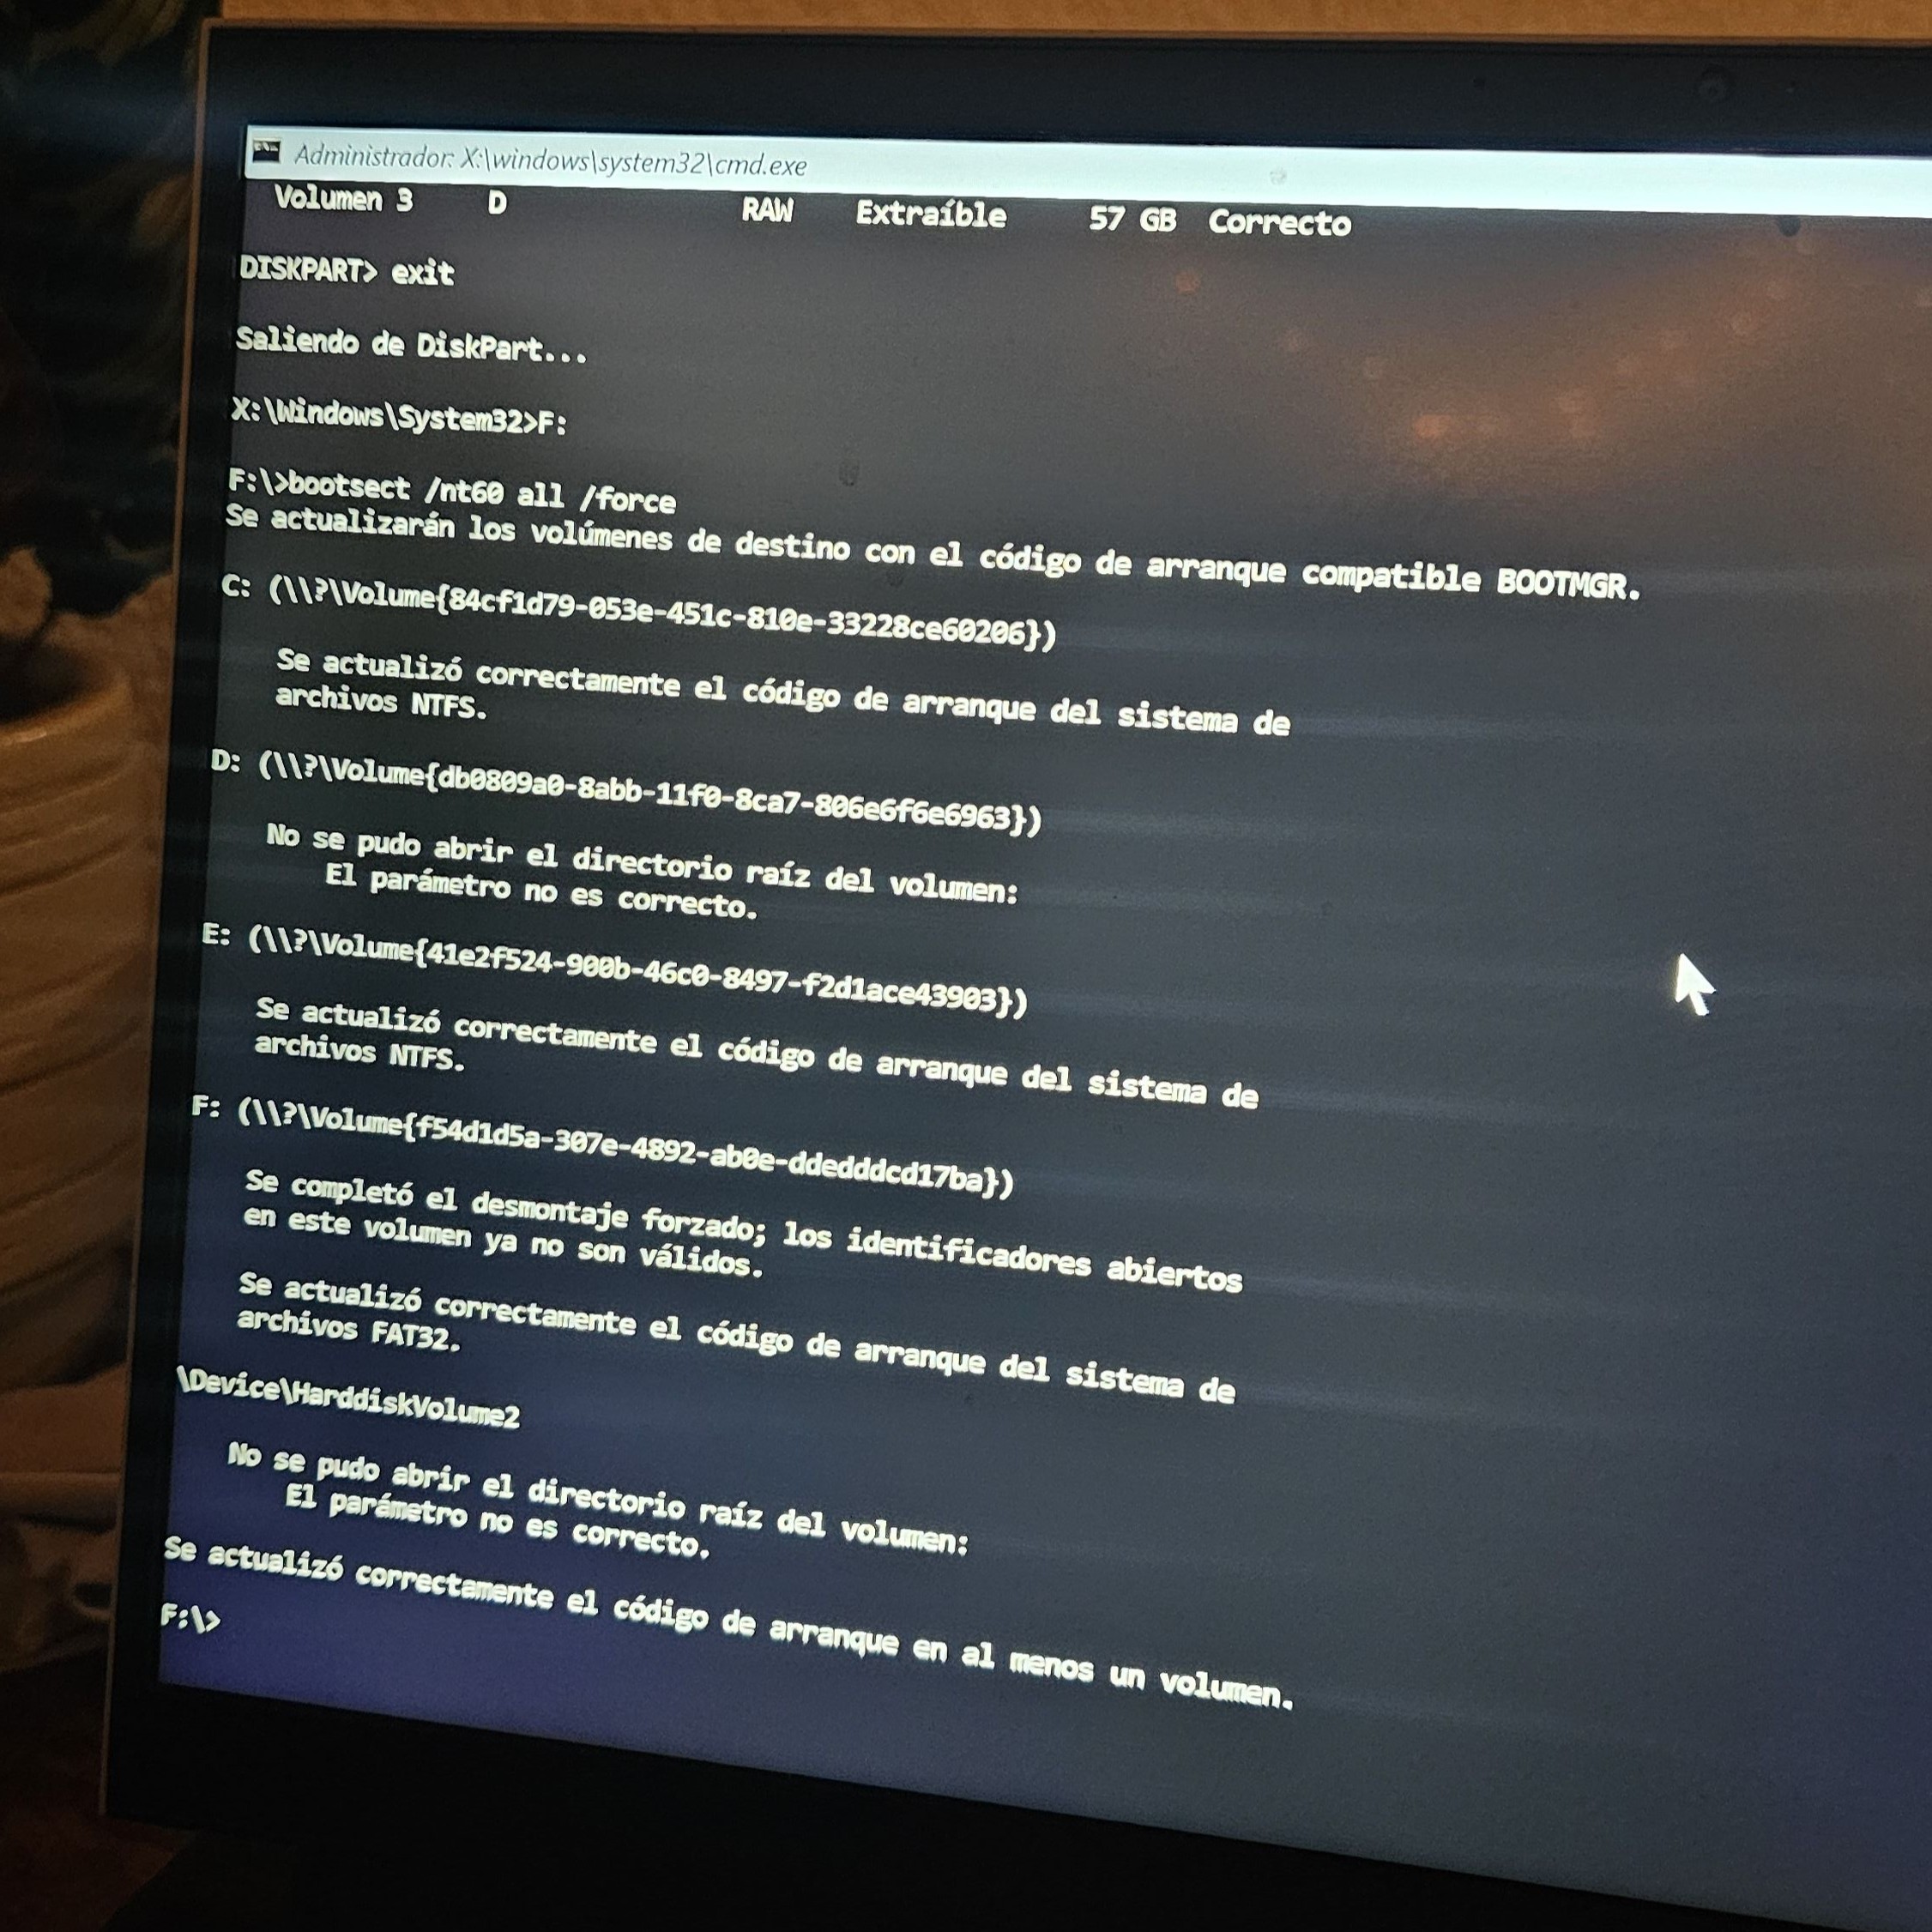 Administrador: X:\windows\system32\cmd.exe
Volumen 3     D                RAW    Extraíble     57 GB  Correcto
DISKPART> exit
Saliendo de DiskPart...
X:\Windows\System32>F:
F:\>bootsect /nt60 all /force
Se actualizarán los volúmenes de destino con el código de arranque compatible BOOTMGR.
C: (\\?\Volume{84cf1d79-053e-451c-810e-33228ce60206})
Se actualizó correctamente el código de arranque del sistema de
archivos NTFS.
D: (\\?\Volume{db0809a0-8abb-11f0-8ca7-806e6f6e6963})
No se pudo abrir el directorio raíz del volumen:
El parámetro no es correcto.
E: (\\?\Volume{41e2f524-900b-46c0-8497-f2d1ace43903})
Se actualizó correctamente el código de arranque del sistema de
archivos NTFS.
F: (\\?\Volume{f54d1d5a-307e-4892-ab0e-ddedddcd17ba})
Se completó el desmontaje forzado; los identificadores abiertos
en este volumen ya no son válidos.
Se actualizó correctamente el código de arranque del sistema de
archivos FAT32.
\Device\HarddiskVolume2
No se pudo abrir el directorio raíz del volumen:
El parámetro no es correcto.
Se actualizó correctamente el código de arranque en al menos un volumen.
F:\>